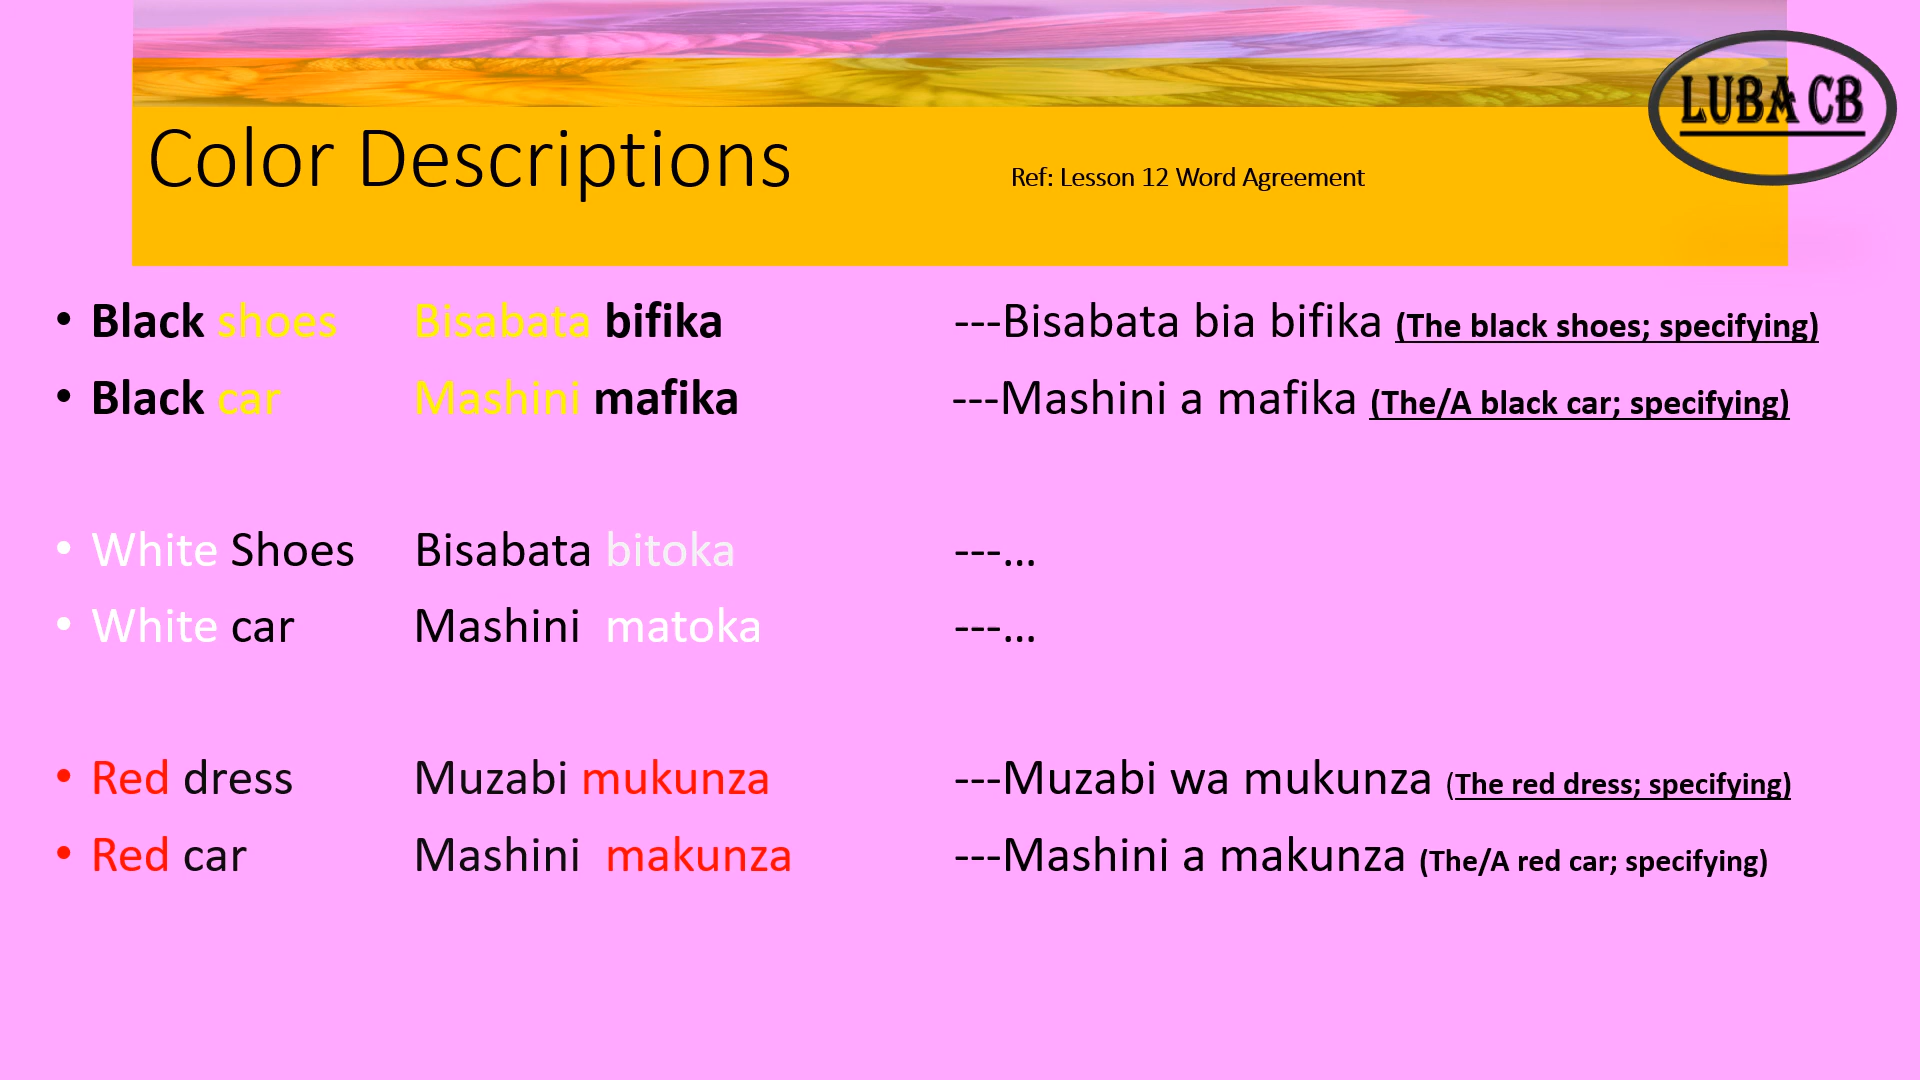 LUBA CB
Color Descriptions Ref: Lesson 12 Word Agreement
• Black shoes Bisabata bifika ---Bisabata bia bifika (The black shoes; specifying)
• Black car Mashini mafika ---Mashini a mafika (The/A black car; specifying)
• White Shoes Bisabata bitoka ---...
• White car Mashini matoka ---...
• Red dress Muzabi mukunza ---Muzabi wa mukunza (The red dress; specifying)
• Red car Mashini makunza ---Mashini a makunza (The/A red car; specifying)